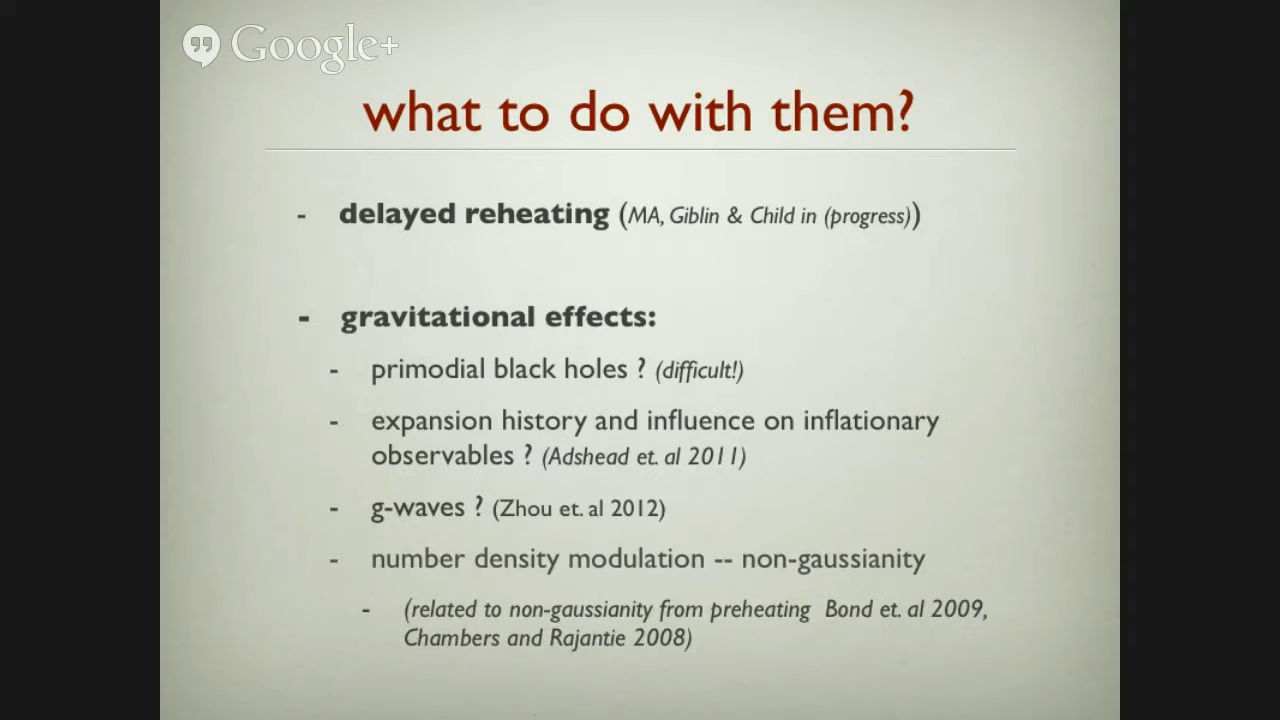 Google+
what to do with them?
- delayed reheating (MA, Giblin & Child in (progress))
- gravitational effects:
- primodial black holes ? (difficult!)
- expansion history and influence on inflationary
observables ? (Adshead et. al 2011)
- g-waves ? (Zhou et. al 2012)
- number density modulation -- non-gaussianity
- (related to non-gaussianity from preheating Bond et. al 2009,
Chambers and Rajantie 2008)